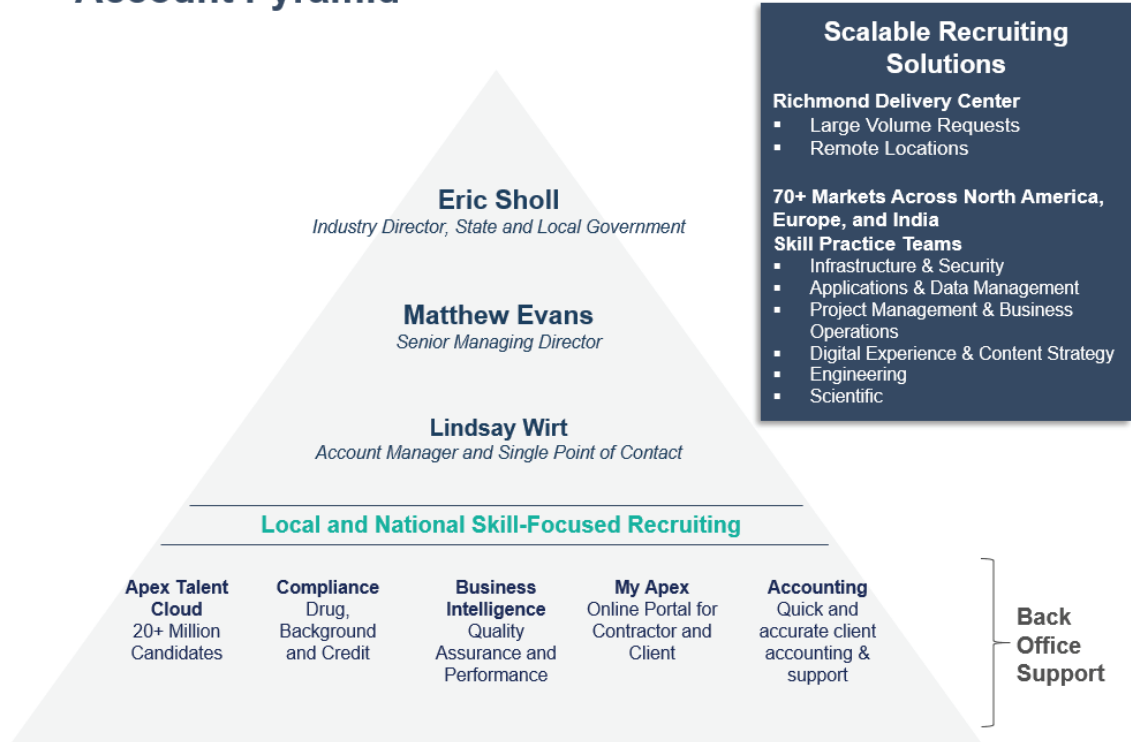 Account Pyramid
Scalable Recruiting
Solutions
Richmond Delivery Center
▪ Large Volume Requests
▪ Remote Locations
70+ Markets Across North America,
Europe, and India
Skill Practice Teams
▪ Infrastructure & Security
▪ Applications & Data Management
▪ Project Management & Business
Operations
▪ Digital Experience & Content Strategy
▪ Engineering
▪ Scientific
Eric Sholl
Industry Director, State and Local Government
Matthew Evans
Senior Managing Director
Lindsay Wirt
Account Manager and Single Point of Contact
Local and National Skill-Focused Recruiting
Apex Talent
Cloud
20+ Million
Candidates
Compliance
Drug,
Background
and Credit
Business
Intelligence
Quality
Assurance and
Performance
My Apex
Online Portal for
Contractor and
Client
Accounting
Quick and
accurate client
accounting &
support
Back
Office
Support